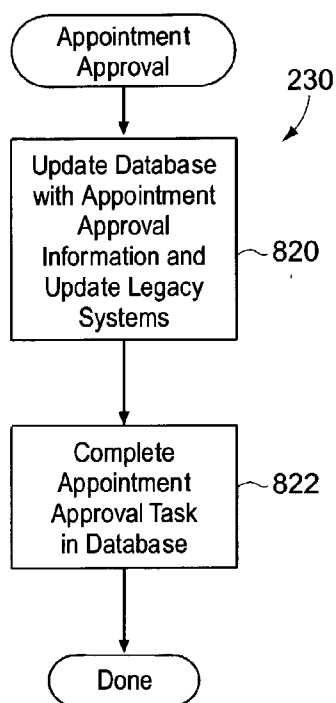 Appointment
Approval
230
Update Database
with Appointment
Approval
Information and
Update Legacy
Systems
820
Complete
Appointment
Approval Task
in Database
822
Done